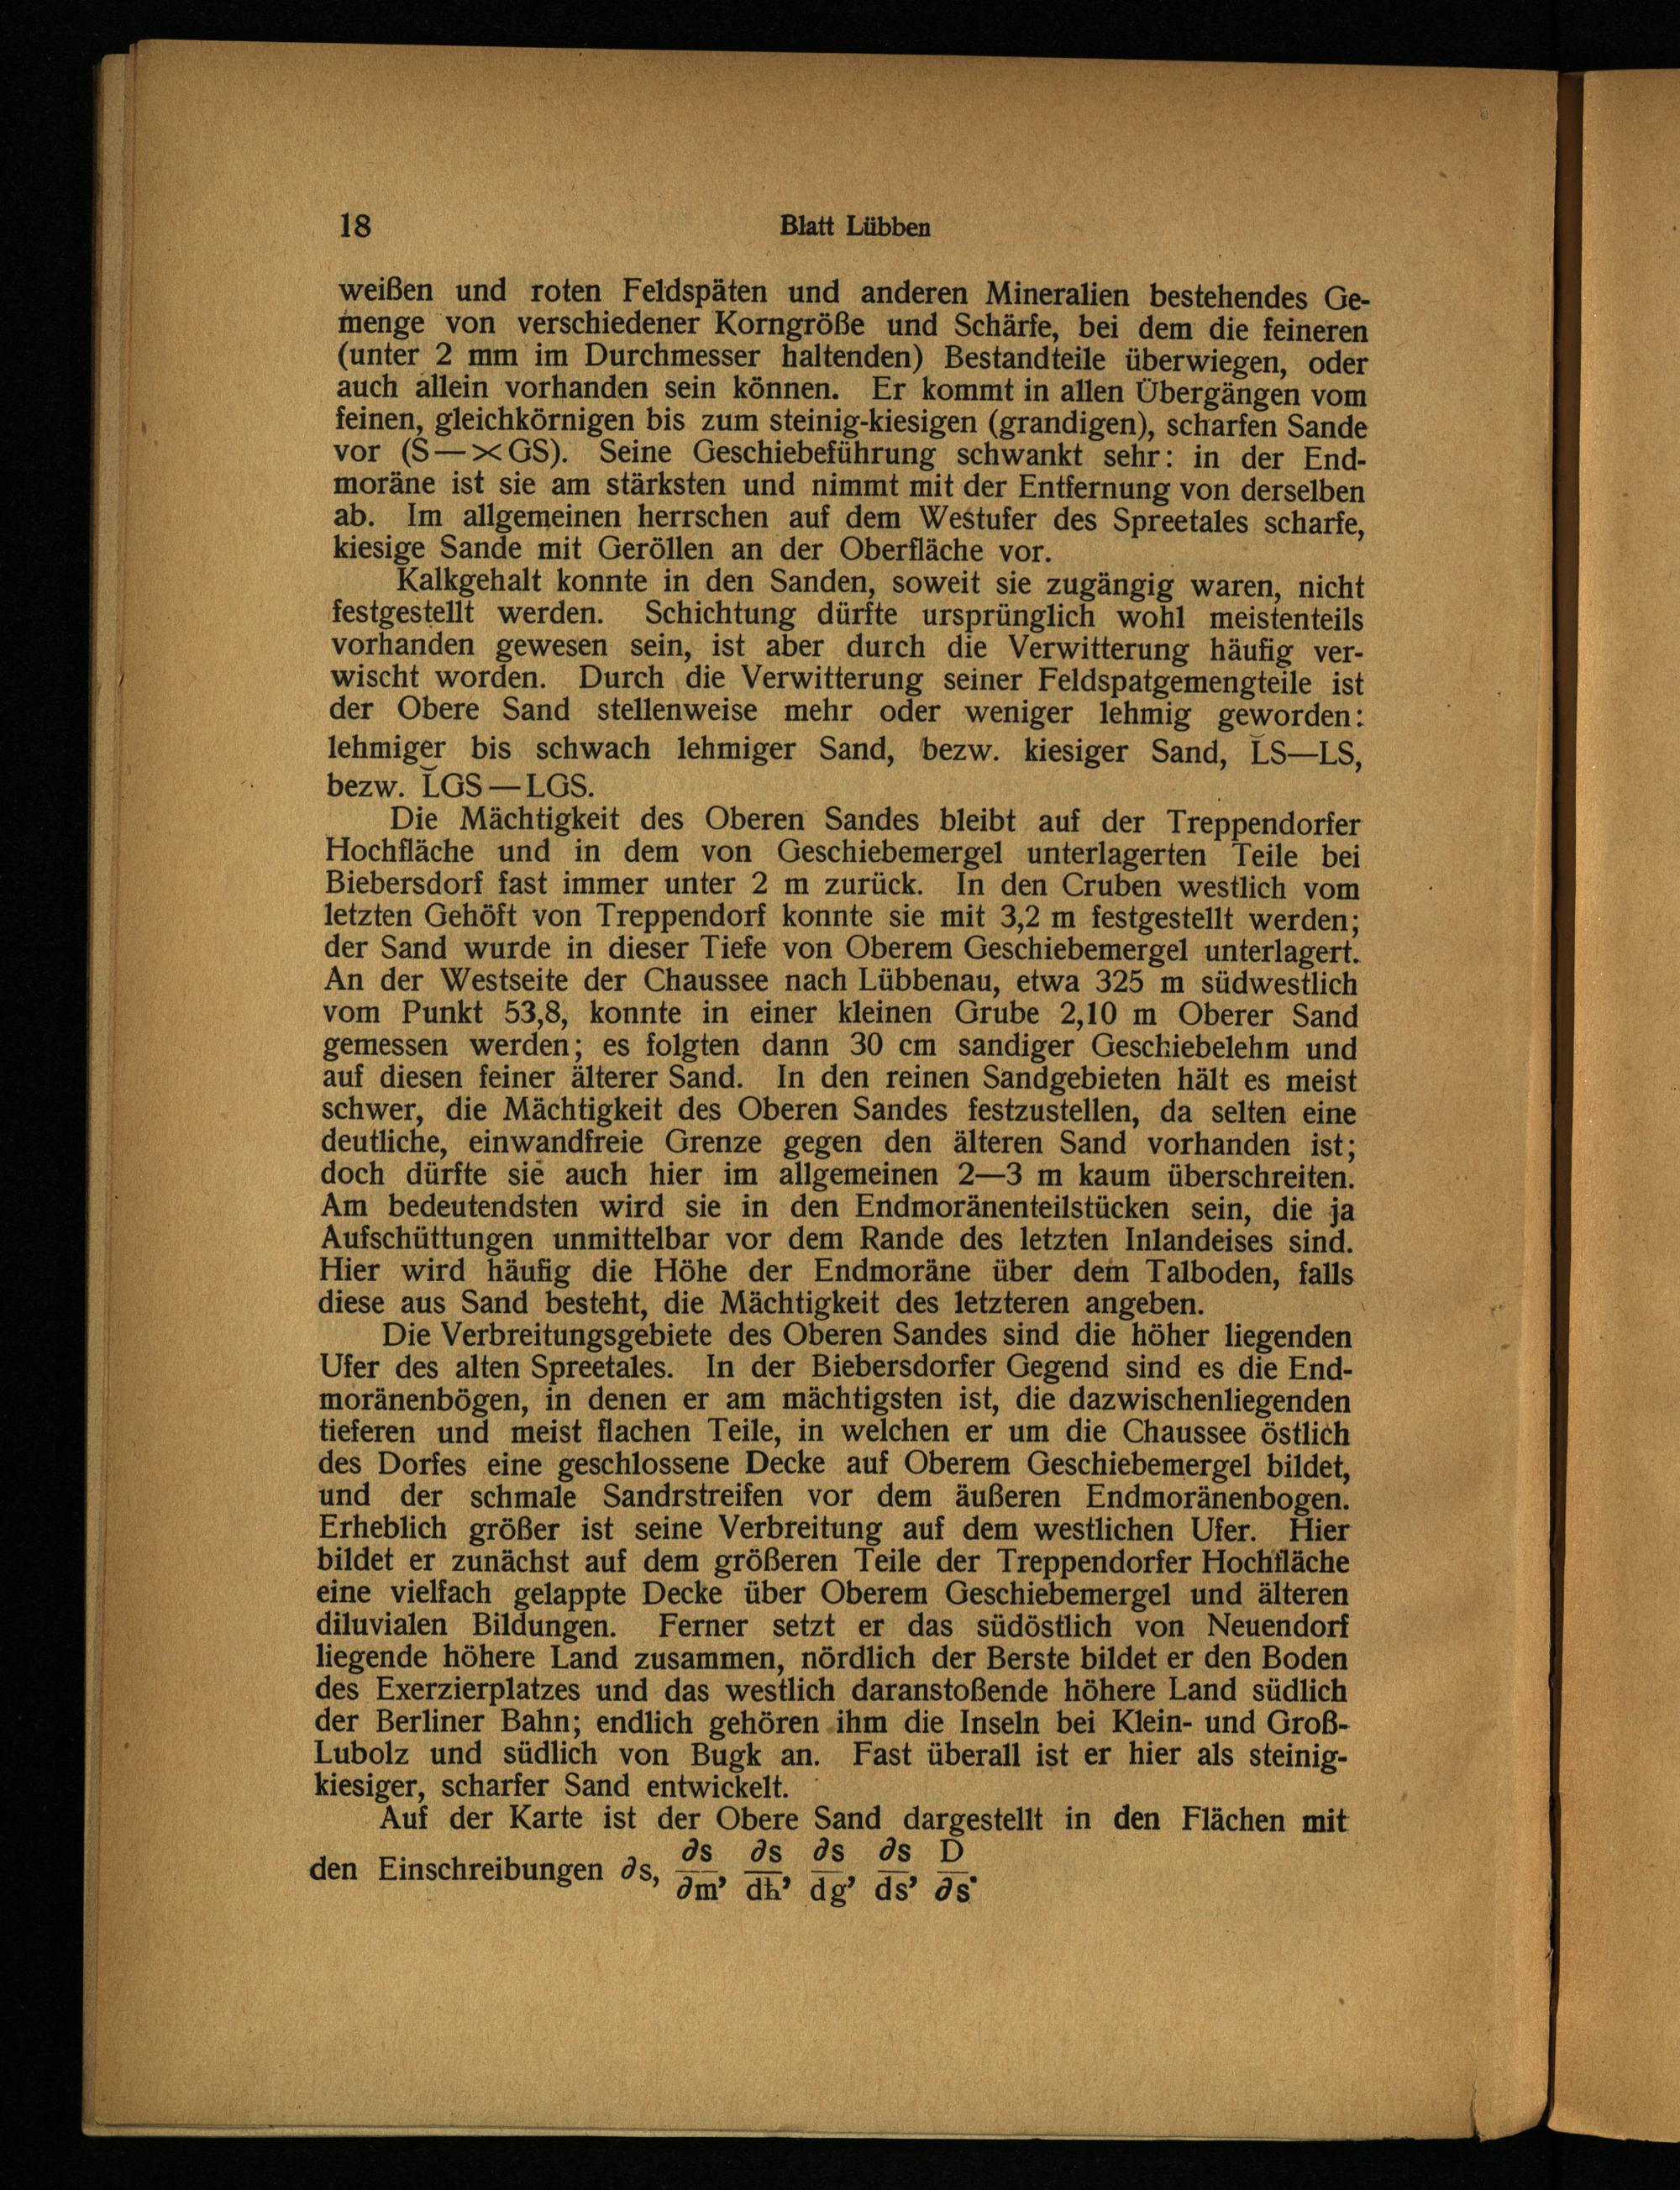 18 Blatt Lübben
weißen und roten Feldspäten und anderen Mineralien bestehendes Ge-
menge von verschiedener Korngröße und Schärfe, bei dem die feineren
(unter 2 mm im Durchmesser haltenden) Bestandteile überwiegen, oder
auch allein vorhanden sein können. Er kommt in allen Übergängen vom
feinen, gleichkörnigen bis zum steinig-kiesigen (grandigen), scharfen Sande
vor (S—×GS). Seine Geschiebeführung schwankt sehr: in der End-
moräne ist sie am stärksten und nimmt mit der Entfernung von derselben
ab. Im allgemeinen herrschen auf dem Westufer des Spreetales scharfe,
kiesige Sande mit Geröllen an der Oberfläche vor.
Kalkgehalt konnte in den Sanden, soweit sie zugängig waren, nicht
festgestellt werden. Schichtung dürfte ursprünglich wohl meistenteils
vorhanden gewesen sein, ist aber durch die Verwitterung häufig ver-
wischt worden. Durch die Verwitterung seiner Feldspatgemengteile ist
der Obere Sand stellenweise mehr oder weniger lehmig geworden:
lehmiger bis schwach lehmiger Sand, bezw. kiesiger Sand, L̆S—LS,
bezw. L̆GS—LGS.
Die Mächtigkeit des Oberen Sandes bleibt auf der Treppendorfer
Hochfläche und in dem von Geschiebemergel unterlagerten Teile bei
Biebersdorf fast immer unter 2 m zurück. In den Cruben westlich vom
letzten Gehöft von Treppendorf konnte sie mit 3,2 m festgestellt werden;
der Sand wurde in dieser Tiefe von Oberem Geschiebemergel unterlagert.
An der Westseite der Chaussee nach Lübbenau, etwa 325 m südwestlich
vom Punkt 53,8, konnte in einer kleinen Grube 2,10 m Oberer Sand
gemessen werden; es folgten dann 30 cm sandiger Geschiebelehm und
auf diesen feiner älterer Sand. In den reinen Sandgebieten hält es meist
schwer, die Mächtigkeit des Oberen Sandes festzustellen, da selten eine
deutliche, einwandfreie Grenze gegen den älteren Sand vorhanden ist;
doch dürfte sie auch hier im allgemeinen 2—3 m kaum überschreiten.
Am bedeutendsten wird sie in den Endmoränenteilstücken sein, die ja
Aufschüttungen unmittelbar vor dem Rande des letzten Inlandeises sind.
Hier wird häufig die Höhe der Endmoräne über dem Talboden, falls
diese aus Sand besteht, die Mächtigkeit des letzteren angeben.
Die Verbreitungsgebiete des Oberen Sandes sind die höher liegenden
Ufer des alten Spreetales. In der Biebersdorfer Gegend sind es die End-
moränenbögen, in denen er am mächtigsten ist, die dazwischenliegenden
tieferen und meist flachen Teile, in welchen er um die Chaussee östlich
des Dorfes eine geschlossene Decke auf Oberem Geschiebemergel bildet,
und der schmale Sandrstreifen vor dem äußeren Endmoränenbogen.
Erheblich größer ist seine Verbreitung auf dem westlichen Ufer. Hier
bildet er zunächst auf dem größeren Teile der Treppendorfer Hochfläche
eine vielfach gelappte Decke über Oberem Geschiebemergel und älteren
diluvialen Bildungen. Ferner setzt er das südöstlich von Neuendorf
liegende höhere Land zusammen, nördlich der Berste bildet er den Boden
des Exerzierplatzes und das westlich daranstoßende höhere Land südlich
der Berliner Bahn; endlich gehören ihm die Inseln bei Klein- und Groß-
Lubolz und südlich von Bugk an. Fast überall ist er hier als steinig-
kiesiger, scharfer Sand entwickelt.
Auf der Karte ist der Obere Sand dargestellt in den Flächen mit
den Einschreibungen ∂s, ∂s/∂m, ∂s/dh, ∂s/dg, ∂s/ds, D/∂s.